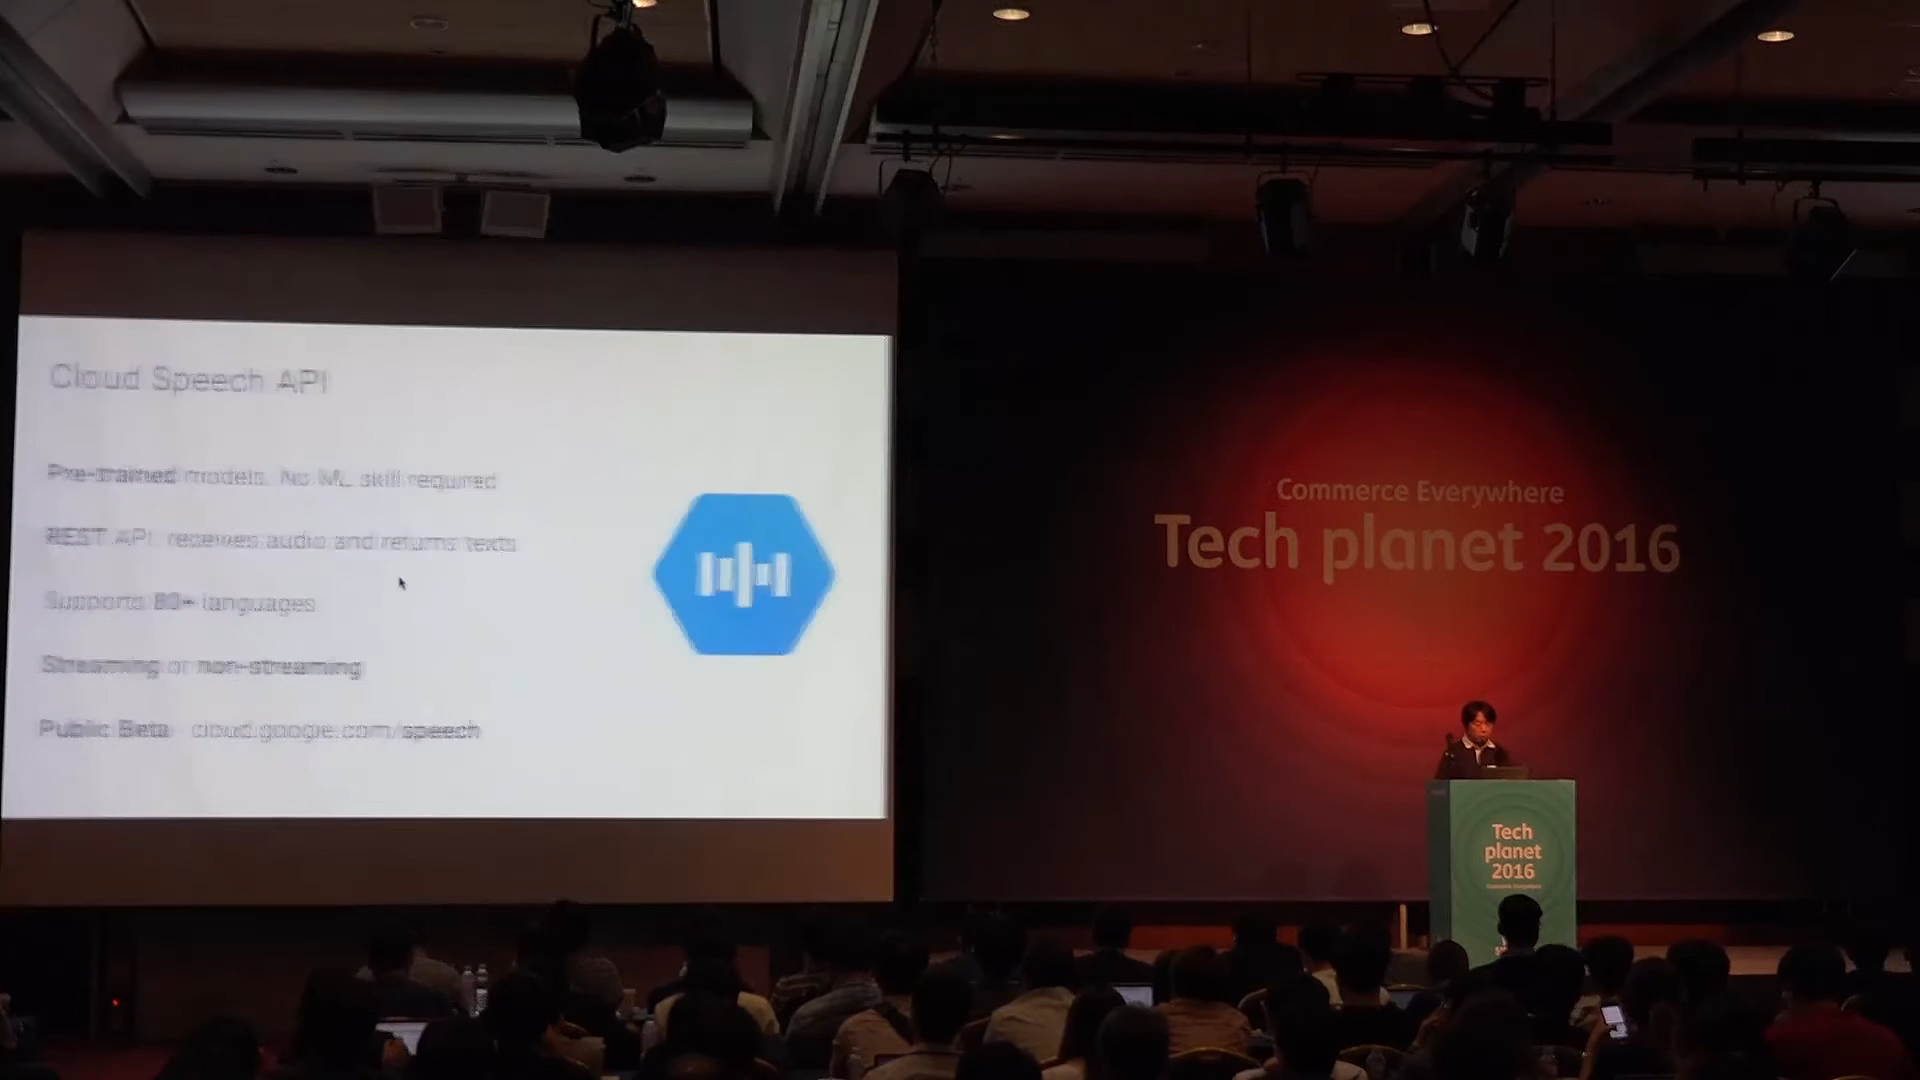 Cloud Speech API
Pre-trained models. No ML skill required
REST API: receives audio and returns texts
Supports 80+ languages
Streaming or non-streaming
Public Beta - cloud.google.com/speech
Commerce Everywhere
Tech planet 2016
Tech
planet
2016
Commerce Everywhere